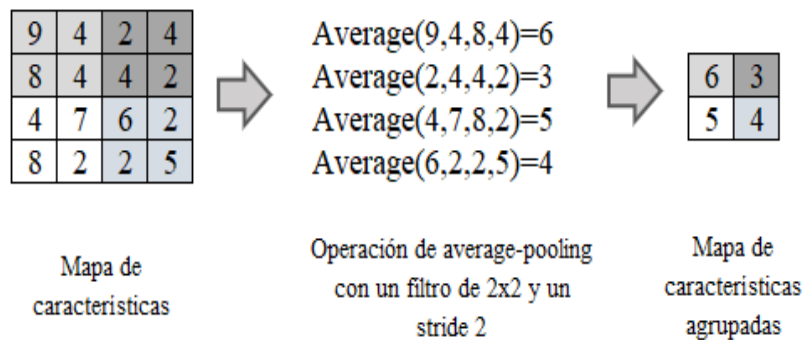 9 4 2 4
8 4 4 2
4 7 6 2
8 2 2 5
Average(9,4,8,4)=6
Average(2,4,4,2)=3
Average(4,7,8,2)=5
Average(6,2,2,5)=4
6 3
5 4
Mapa de
características
Operación de average-pooling
con un filtro de 2x2 y un
stride 2
Mapa de
características
agrupadas